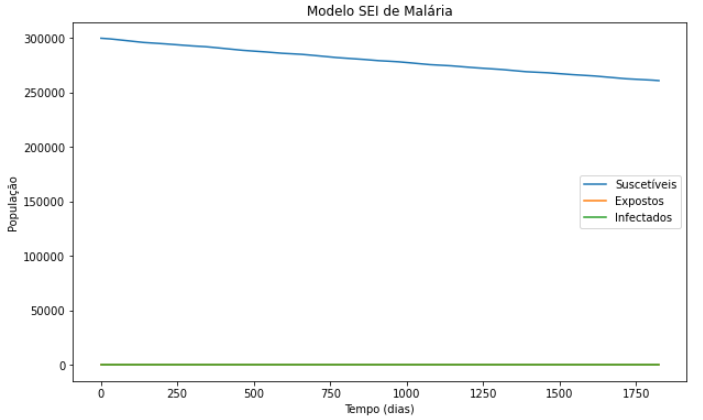 Modelo SEI de Malária
300000
250000
200000
150000
100000
50000
0
População
Suscetíveis
Expostos
Infectados
0 250 500 750 1000 1250 1500 1750
Tempo (dias)